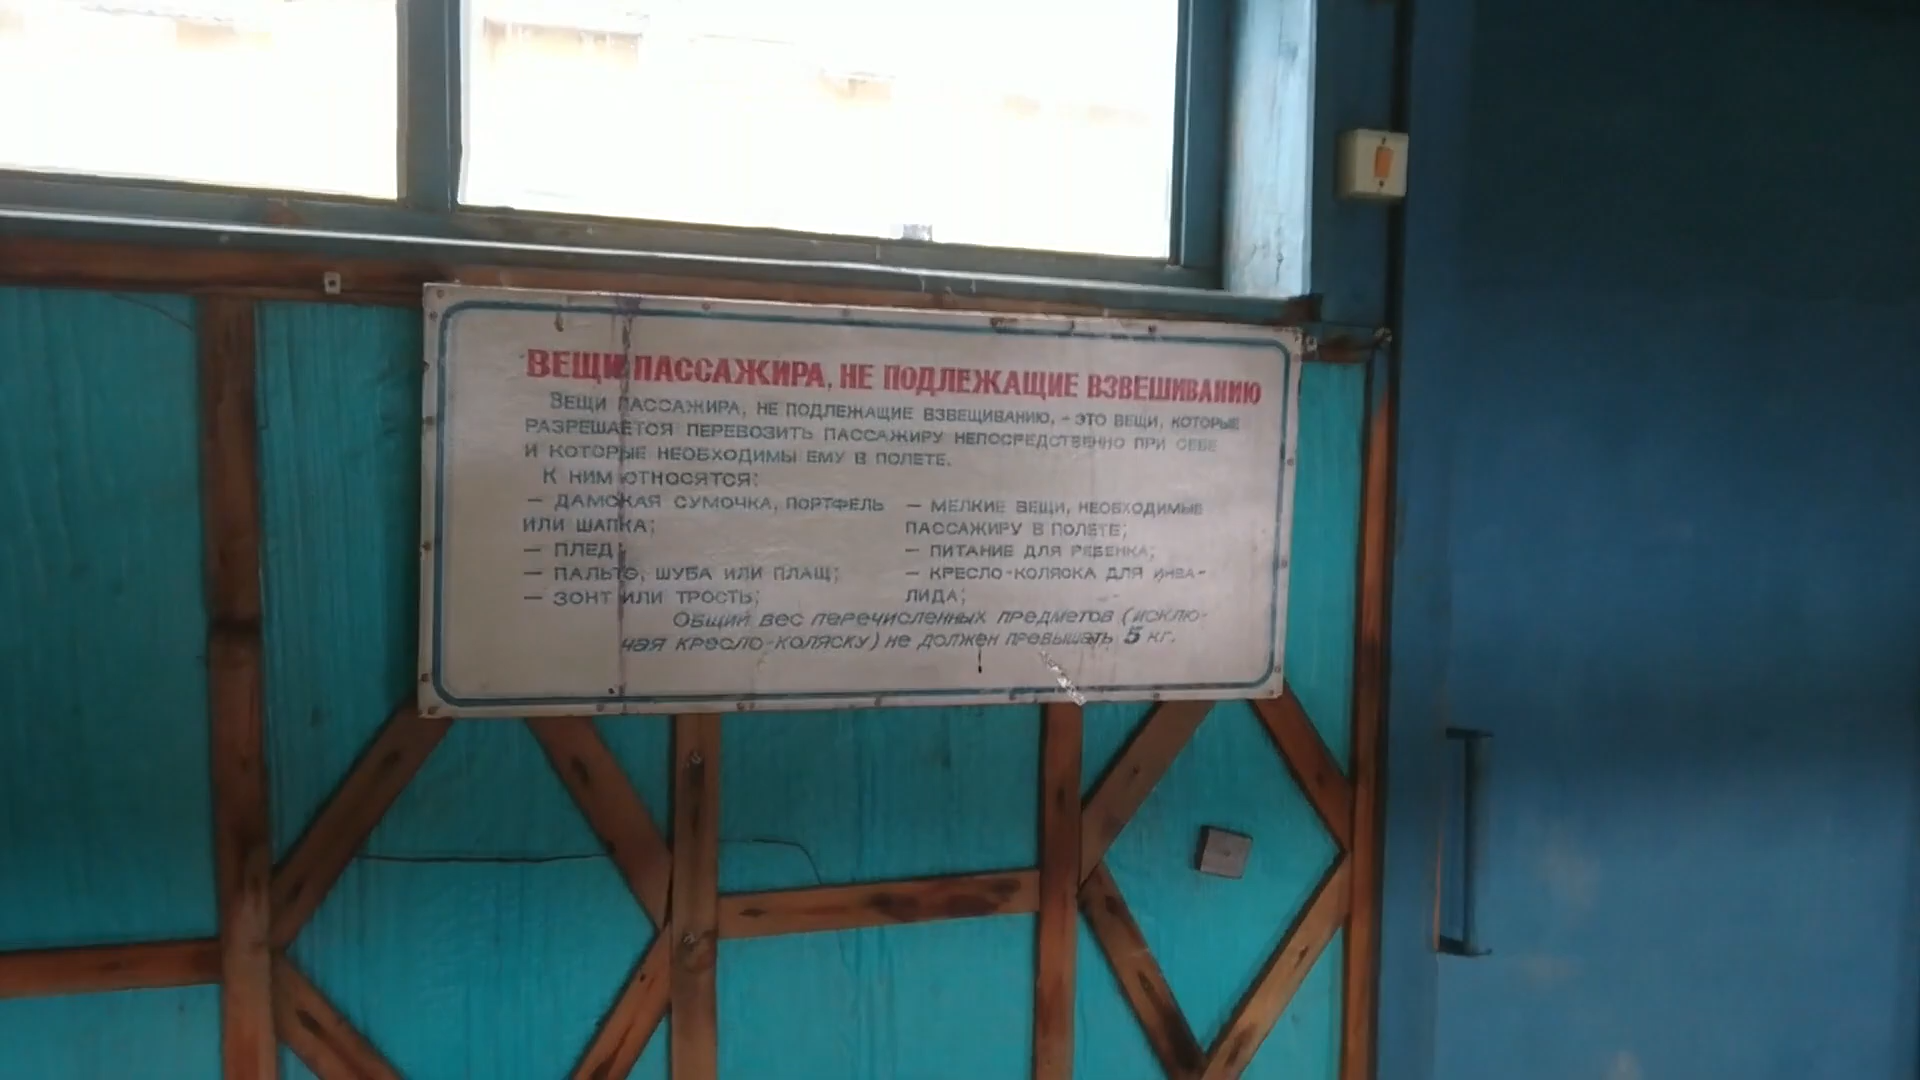 ВЕЩИ ПАССАЖИРА, НЕ ПОДЛЕЖАЩИЕ ВЗВЕШИВАНИЮ
ВЕЩИ ПАССАЖИРА, НЕ ПОДЛЕЖАЩИЕ ВЗВЕШИВАНИЮ, - ЭТО ВЕЩИ, КОТОРЫЕ
РАЗРЕШАЕТСЯ ПЕРЕВОЗИТЬ ПАССАЖИРУ НЕПОСРЕДСТВЕННО ПРИ СЕБЕ
И КОТОРЫЕ НЕОБХОДИМЫ ЕМУ В ПОЛЕТЕ.
К НИМ ОТНОСЯТСЯ:
— ДАМСКАЯ СУМОЧКА, ПОРТФЕЛЬ
ИЛИ ШАПКА;
— ПЛЕД;
— ПАЛЬТО, ШУБА ИЛИ ПЛАЩ;
— ЗОНТ ИЛИ ТРОСТЬ;
— МЕЛКИЕ ВЕЩИ, НЕОБХОДИМЫЕ
ПАССАЖИРУ В ПОЛЕТЕ;
— ПИТАНИЕ ДЛЯ РЕБЕНКА;
— КРЕСЛО-КОЛЯСКА ДЛЯ ИНВА-
ЛИДА;
ОБЩИЙ ВЕС ПЕРЕЧИСЛЕННЫХ ПРЕДМЕТОВ (ИСКЛЮ-
ЧАЯ КРЕСЛО-КОЛЯСКУ) НЕ ДОЛЖЕН ПРЕВЫШАТЬ 5 КГ.